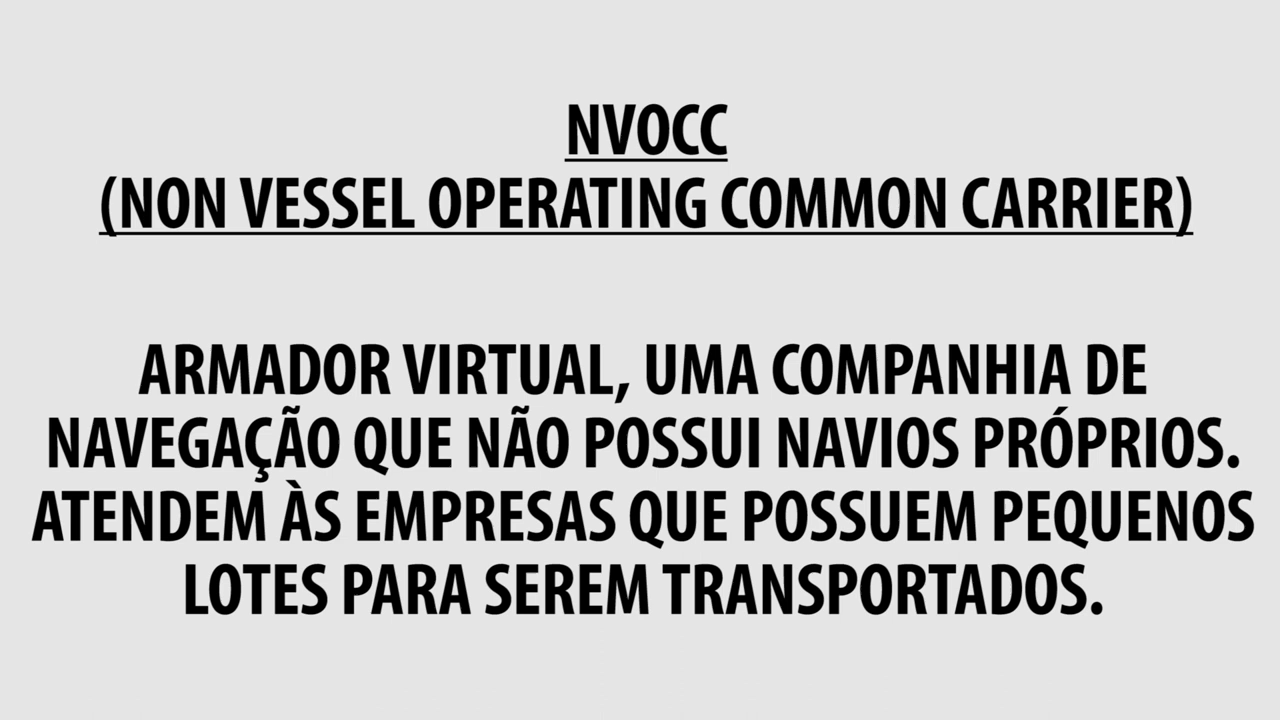 NVOCC
(NON VESSEL OPERATING COMMON CARRIER)
ARMADOR VIRTUAL, UMA COMPANHIA DE
NAVEGAÇÃO QUE NÃO POSSUI NAVIOS PRÓPRIOS.
ATENDEM ÀS EMPRESAS QUE POSSUEM PEQUENOS
LOTES PARA SEREM TRANSPORTADOS.